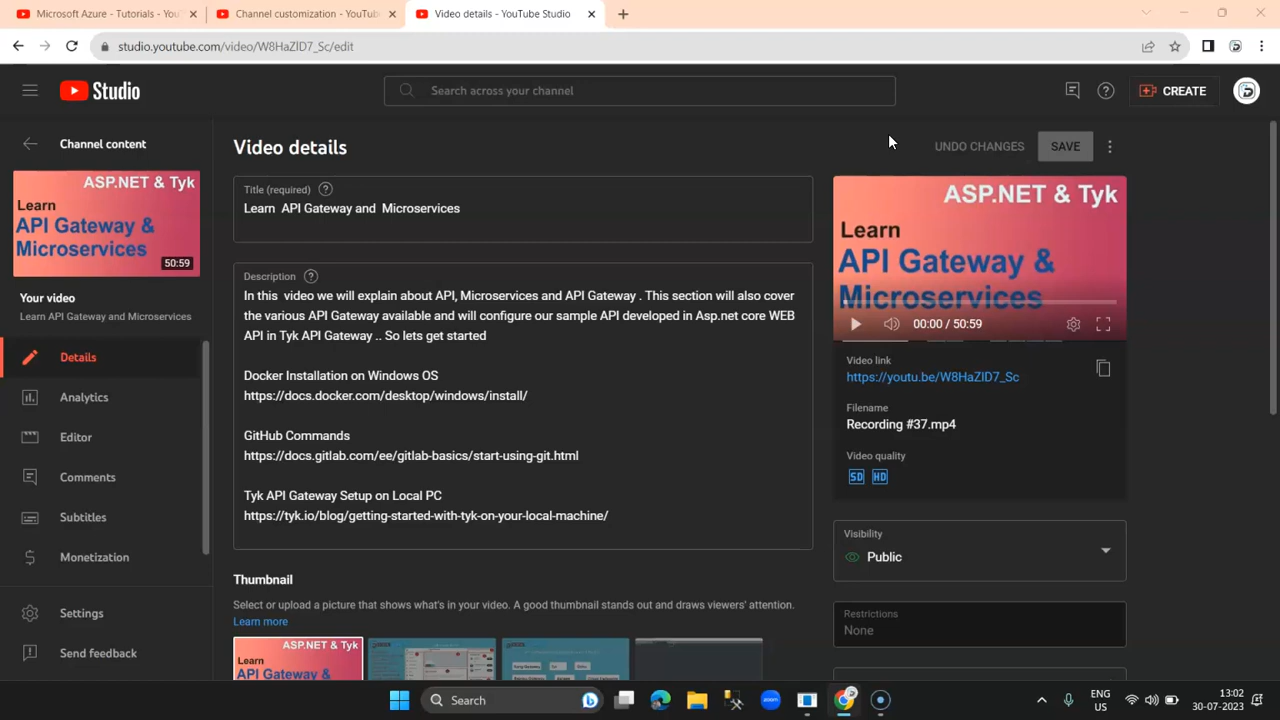 Microsoft Azure - Tutorials - YouT
Channel customization - YouTub
Video details - YouTube Studio
studio.youtube.com/video/W8HaZlD7_Sc/edit
Studio
Search across your channel
CREATE
Channel content
ASP.NET & Tyk
Learn
API Gateway &
Microservices
50:59
Your video
Learn API Gateway and Microservices
Details
Analytics
Editor
Comments
Subtitles
Monetization
Settings
Send feedback
Video details
UNDO CHANGES
SAVE
Title (required)
Learn API Gateway and Microservices
Description
In this video we will explain about API, Microservices and API Gateway . This section will also cover
the various API Gateway available and will configure our sample API developed in Asp.net core WEB
API in Tyk API Gateway .. So lets get started
Docker Installation on Windows OS
https://docs.docker.com/desktop/windows/install/
GitHub Commands
https://docs.gitlab.com/ee/gitlab-basics/start-using-git.html
Tyk API Gateway Setup on Local PC
https://tyk.io/blog/getting-started-with-tyk-on-your-local-machine/
Thumbnail
Select or upload a picture that shows what's in your video. A good thumbnail stands out and draws viewers' attention.
Learn more
ASP.NET & Tyk
Learn
API Gateway &
ASP.NET & Tyk
Learn
API Gateway &
Microservices
00:00 / 50:59
Video link
https://youtu.be/W8HaZlD7_Sc
Filename
Recording #37.mp4
Video quality
SD HD
Visibility
Public
Restrictions
None
Search
ENG
US
13:02
30-07-2023